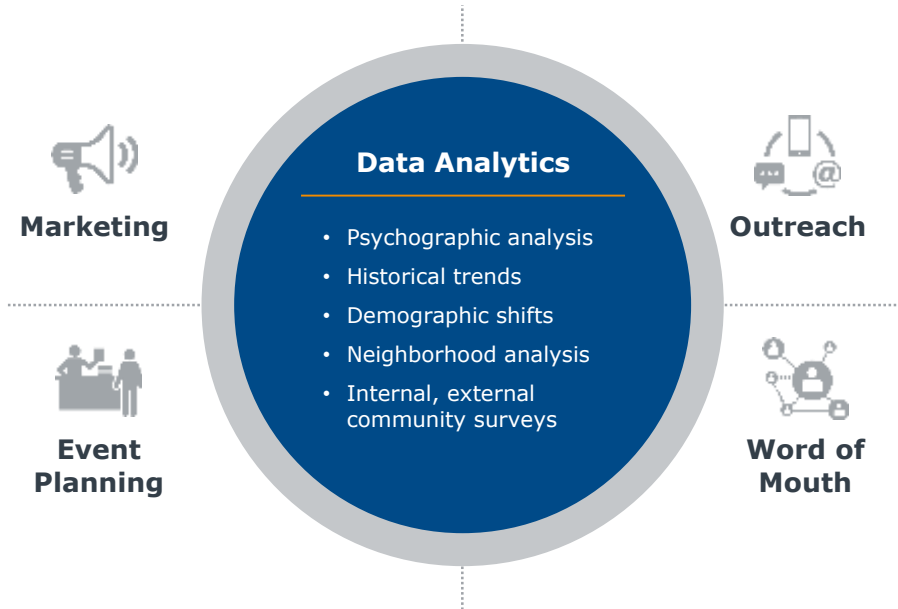 Data Analytics
• Psychographic analysis
• Historical trends
• Demographic shifts
• Neighborhood analysis
• Internal, external
community surveys
Marketing
Outreach
Event
Planning
Word of
Mouth
@